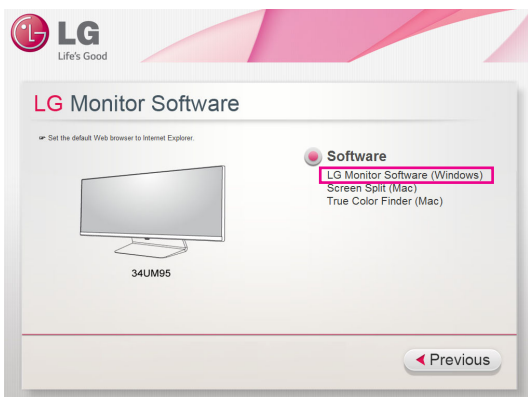 LG
Life's Good
LG Monitor Software
☞ Set the default Web browser to Internet Explorer.
Software
LG Monitor Software (Windows)
Screen Split (Mac)
True Color Finder (Mac)
34UM95
Previous